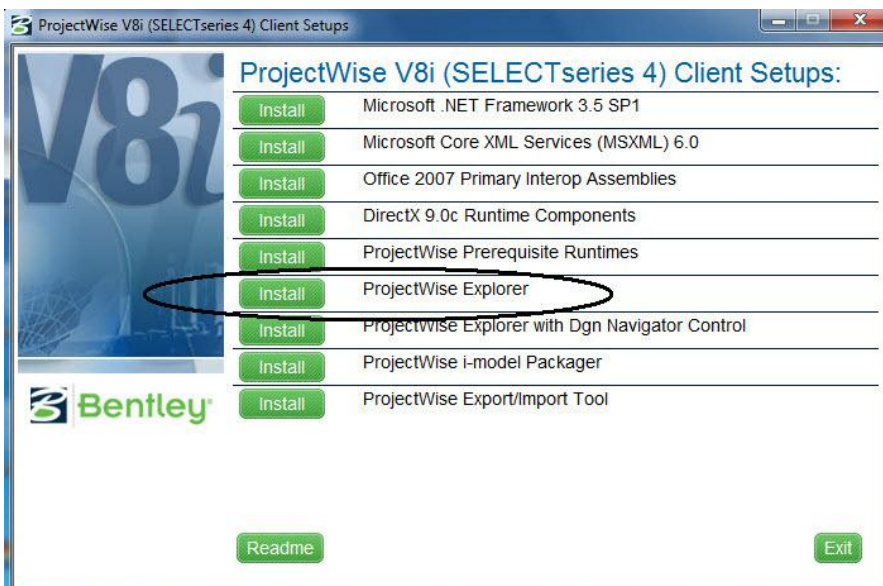 ProjectWise V8i (SELECTseries 4) Client Setups
V8i
ProjectWise V8i (SELECTseries 4) Client Setups:
Install Microsoft .NET Framework 3.5 SP1
Install Microsoft Core XML Services (MSXML) 6.0
Install Office 2007 Primary Interop Assemblies
Install DirectX 9.0c Runtime Components
Install ProjectWise Prerequisite Runtimes
Install ProjectWise Explorer
Install ProjectWise Explorer with Dgn Navigator Control
Install ProjectWise i-model Packager
Install ProjectWise Export/Import Tool
Bentley
Readme Exit